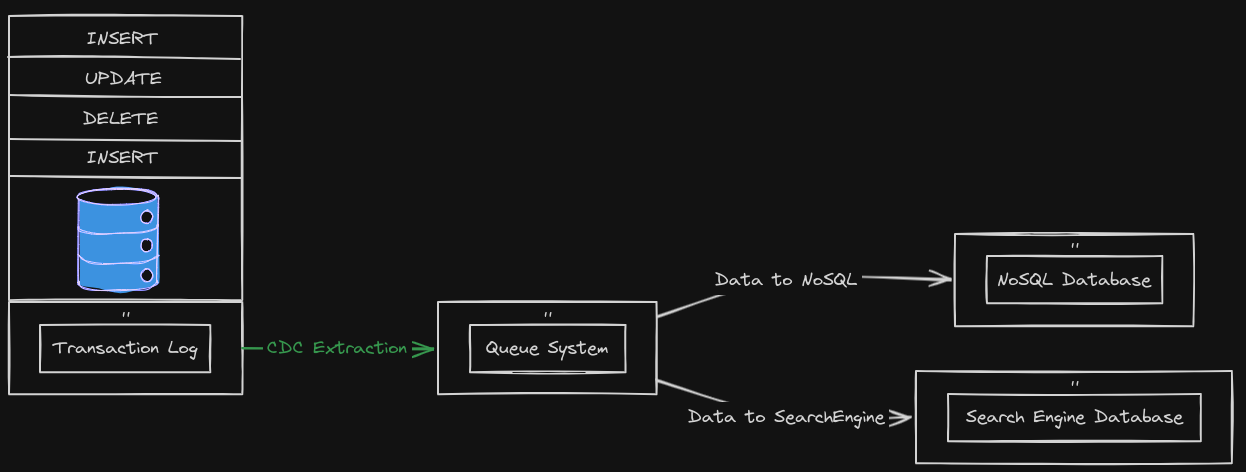 INSERT
UPDATE
DELETE
INSERT
"
Transaction Log
CDC Extraction
"
Queue System
Data to NoSQL
"
NoSQL Database
Data to SearchEngine
"
Search Engine Database